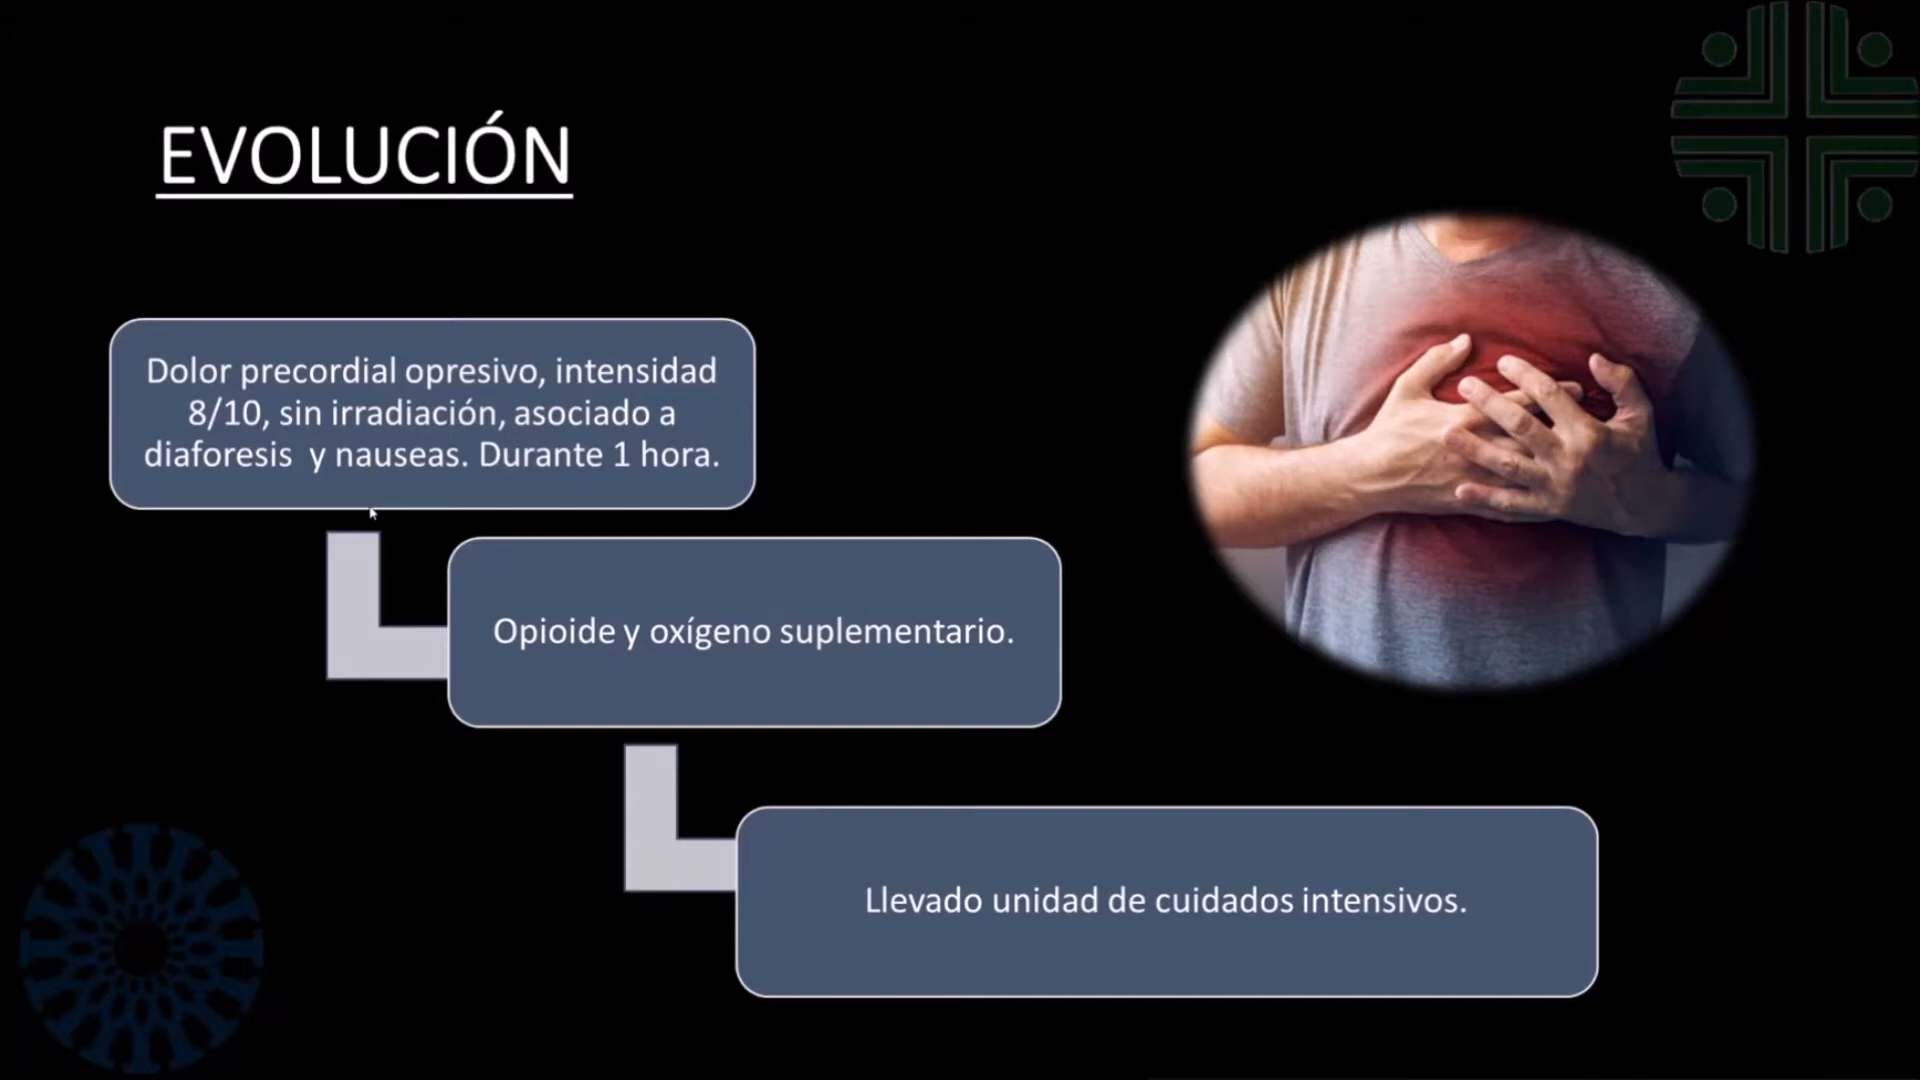 EVOLUCIÓN
Dolor precordial opresivo, intensidad
8/10, sin irradiación, asociado a
diaforesis  y nauseas. Durante 1 hora.
Opioide y oxígeno suplementario.
Llevado unidad de cuidados intensivos.